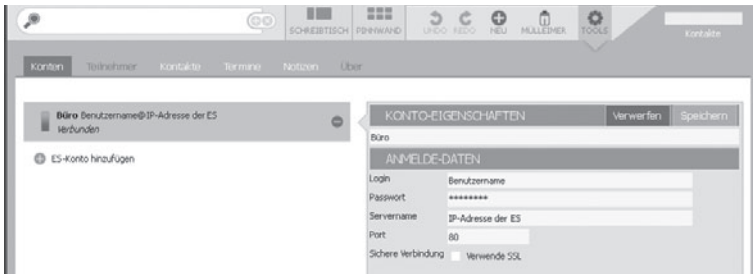 SCHREIBTISCH PINNWAND UNDO REDO NEU MÜLLEIMER TOOLS
Kontakte
Konten Teilnehmer Kontakte Termine Notizen Über
Büro Benutzername@IP-Adresse der ES
Verbunden
ES-Konto hinzufügen
KONTO-EIGENSCHAFTEN Verwerfen Speichern
Büro
ANMELDE-DATEN
Login Benutzername
Passwort ********
Servername IP-Adresse der ES
Port 80
Sichere Verbindung Verwende SSL